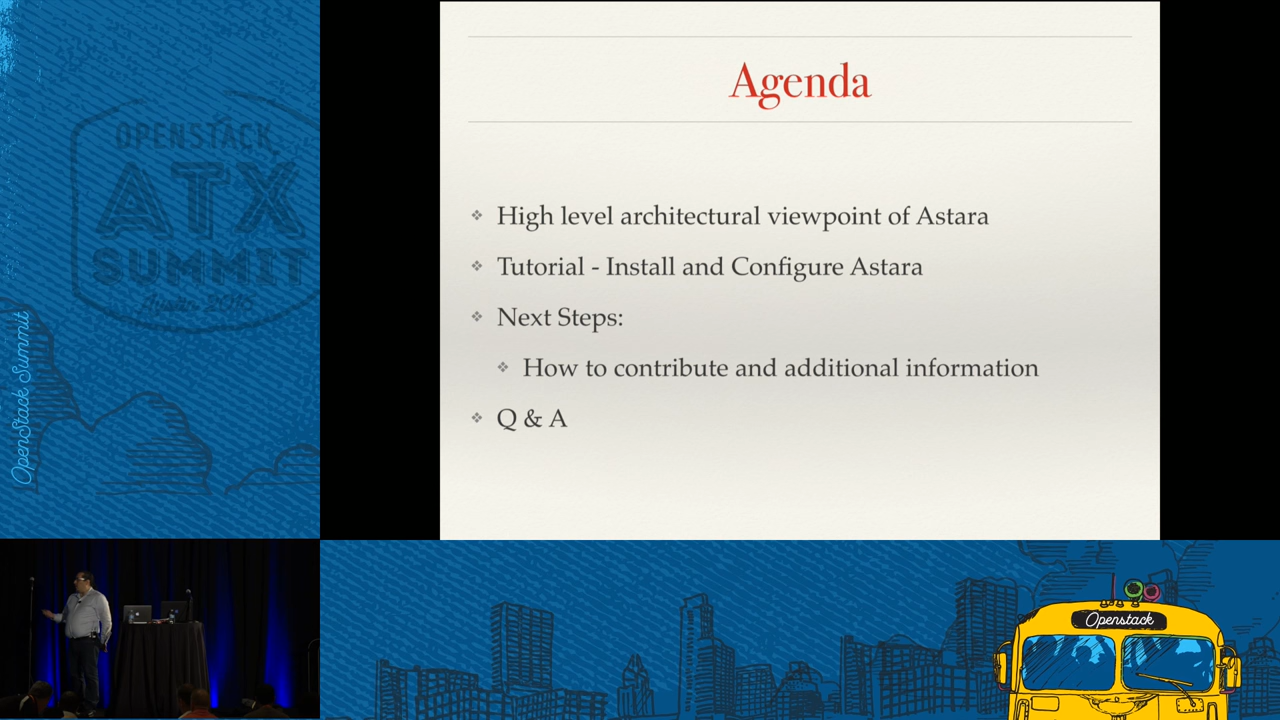 OPENSTACK
ATX
SUMMIT
Austin 2016
OpenStack Summit
Agenda
High level architectural viewpoint of Astara
Tutorial - Install and Configure Astara
Next Steps:
How to contribute and additional information
Q & A
Openstack